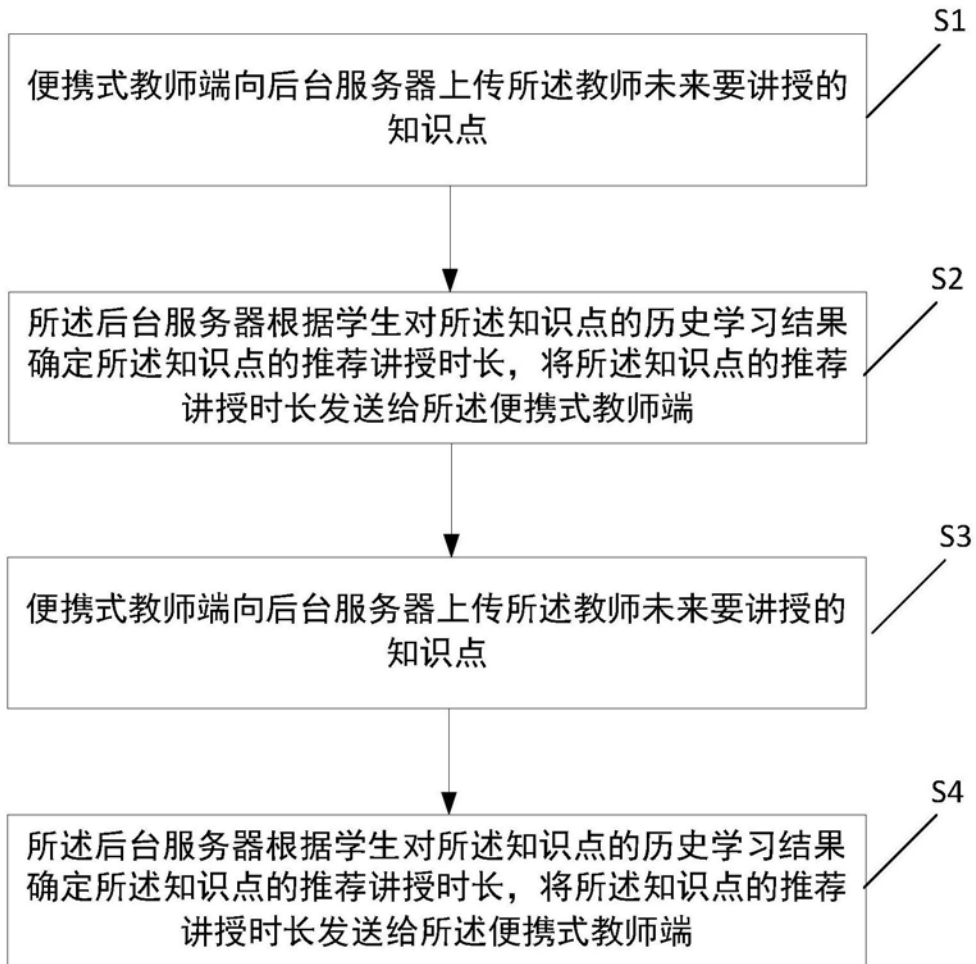 S1
便携式教师端向后台服务器上传所述教师未来要讲授的
知识点
S2
所述后台服务器根据学生对所述知识点的历史学习结果
确定所述知识点的推荐讲授时长，将所述知识点的推荐
讲授时长发送给所述便携式教师端
S3
便携式教师端向后台服务器上传所述教师未来要讲授的
知识点
S4
所述后台服务器根据学生对所述知识点的历史学习结果
确定所述知识点的推荐讲授时长，将所述知识点的推荐
讲授时长发送给所述便携式教师端